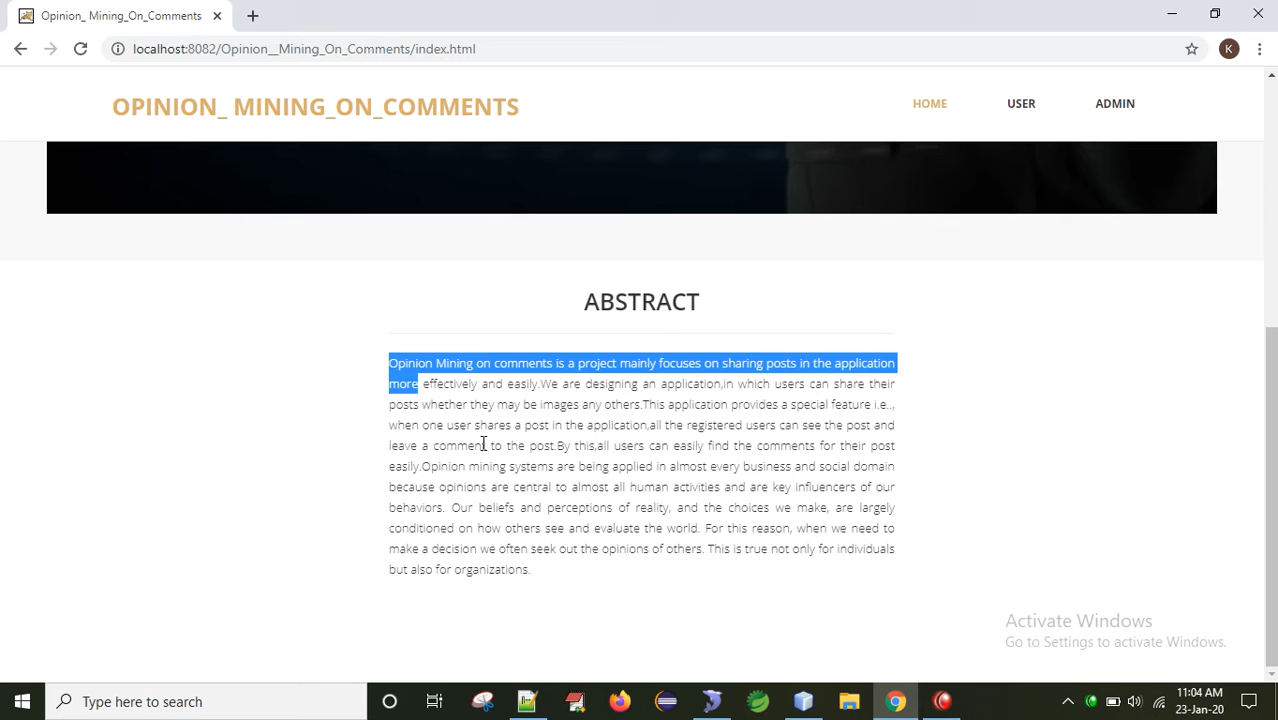 Opinion_ Mining_On_Comments
localhost:8082/Opinion__Mining_On_Comments/index.html
K
OPINION_ MINING_ON_COMMENTS
HOME
USER
ADMIN
ABSTRACT
Opinion Mining on comments is a project mainly focuses on sharing posts in the application
more effectively and easily.We are designing an application,in which users can share their
posts whether they may be images any others.This application provides a special feature i.e..,
when one user shares a post in the application,all the registered users can see the post and
leave a comment to the post.By this,all users can easily find the comments for their post
easily.Opinion mining systems are being applied in almost every business and social domain
because opinions are central to almost all human activities and are key influencers of our
behaviors. Our beliefs and perceptions of reality, and the choices we make, are largely
conditioned on how others see and evaluate the world. For this reason, when we need to
make a decision we often seek out the opinions of others. This is true not only for individuals
but also for organizations.
Activate Windows
Go to Settings to activate Windows.
Type here to search
11:04 AM
23-Jan-20